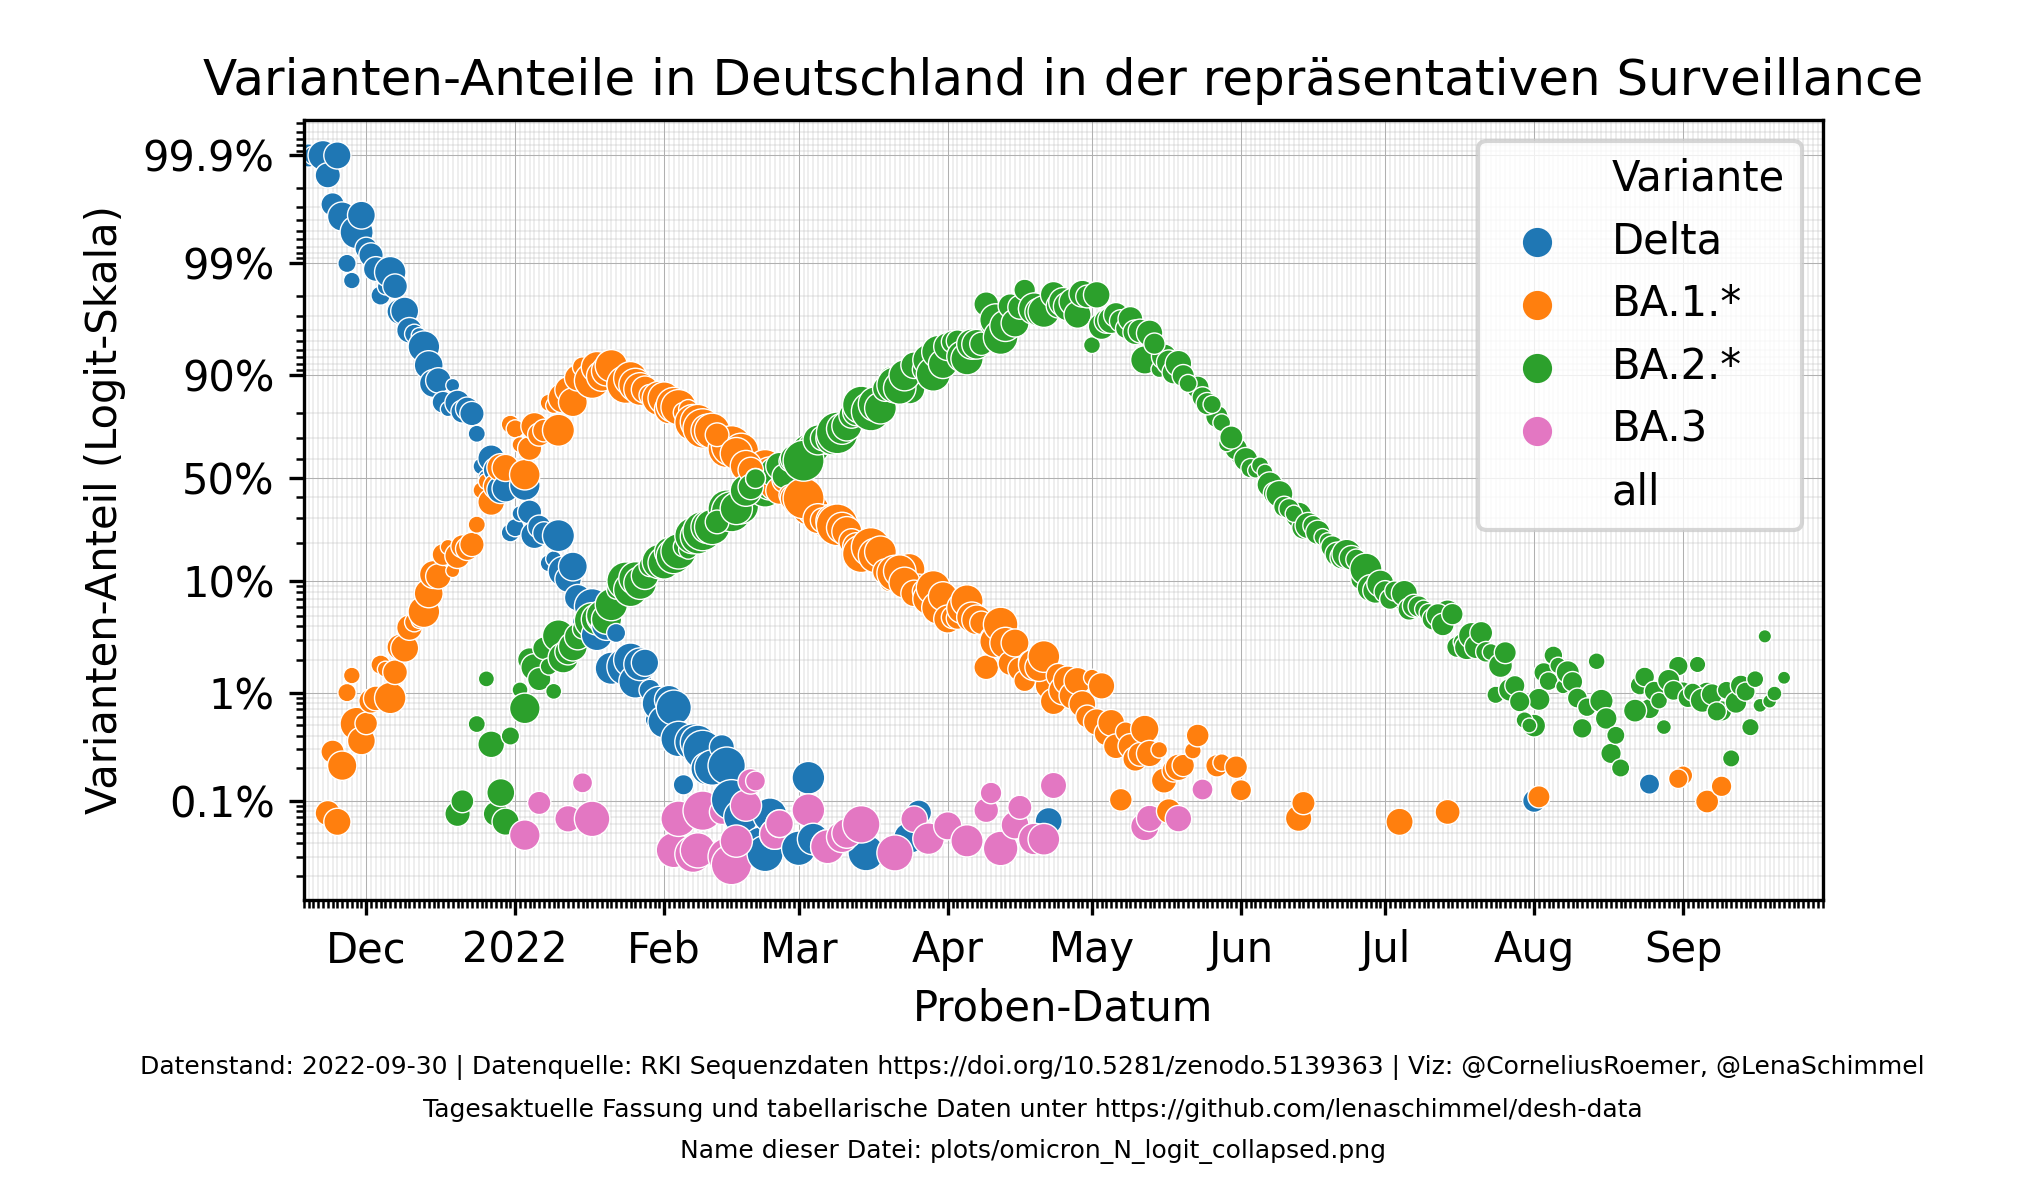 Varianten-Anteile in Deutschland in der repräsentativen Surveillance
Varianten-Anteil (Logit-Skala)
99.9%
99%
90%
50%
10%
1%
0.1%
Variante
Delta
BA.1.*
BA.2.*
BA.3
all
Dec 2022 Feb Mar Apr May Jun Jul Aug Sep
Proben-Datum
Datenstand: 2022-09-30 | Datenquelle: RKI Sequenzdaten https://doi.org/10.5281/zenodo.5139363 | Viz: @CorneliusRoemer, @LenaSchimmel
Tagesaktuelle Fassung und tabellarische Daten unter https://github.com/lenaschimmel/desh-data
Name dieser Datei: plots/omicron_N_logit_collapsed.png